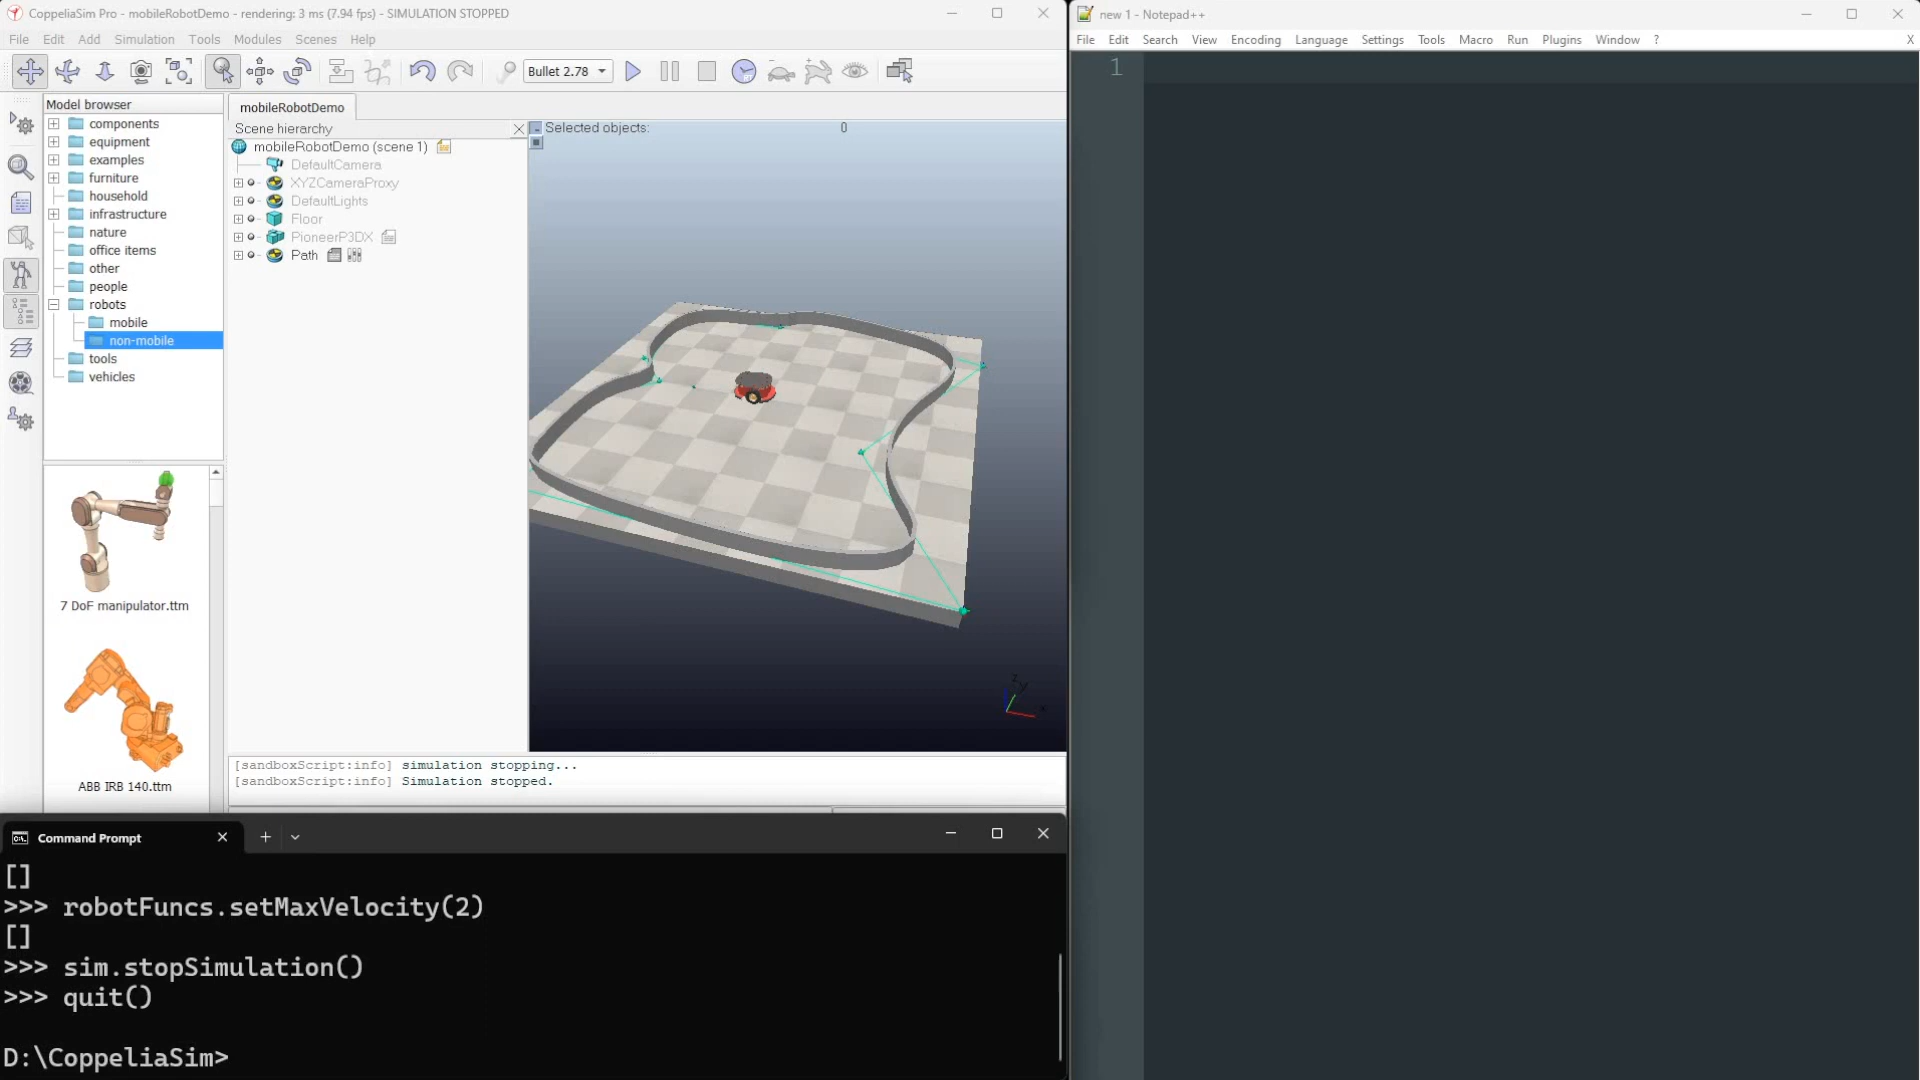 CoppeliaSim Pro - mobileRobotDemo - rendering: 3 ms (7.94 fps) - SIMULATION STOPPED
File Edit Add Simulation Tools Modules Scenes Help
Bullet 2.78
Model browser
components
equipment
examples
furniture
household
infrastructure
nature
office items
other
people
robots
mobile
non-mobile
tools
vehicles
7 DoF manipulator.ttm
ABB IRB 140.ttm
mobileRobotDemo
Scene hierarchy
mobileRobotDemo (scene 1)
DefaultCamera
XYZCameraProxy
DefaultLights
Floor
PioneerP3DX
Path
Selected objects: 0
[sandboxScript:info] simulation stopping...
[sandboxScript:info] Simulation stopped.
Command Prompt
[]
>>> robotFuncs.setMaxVelocity(2)
[]
>>> sim.stopSimulation()
>>> quit()
D:\CoppeliaSim>
new 1 - Notepad++
File Edit Search View Encoding Language Settings Tools Macro Run Plugins Window ? X
1